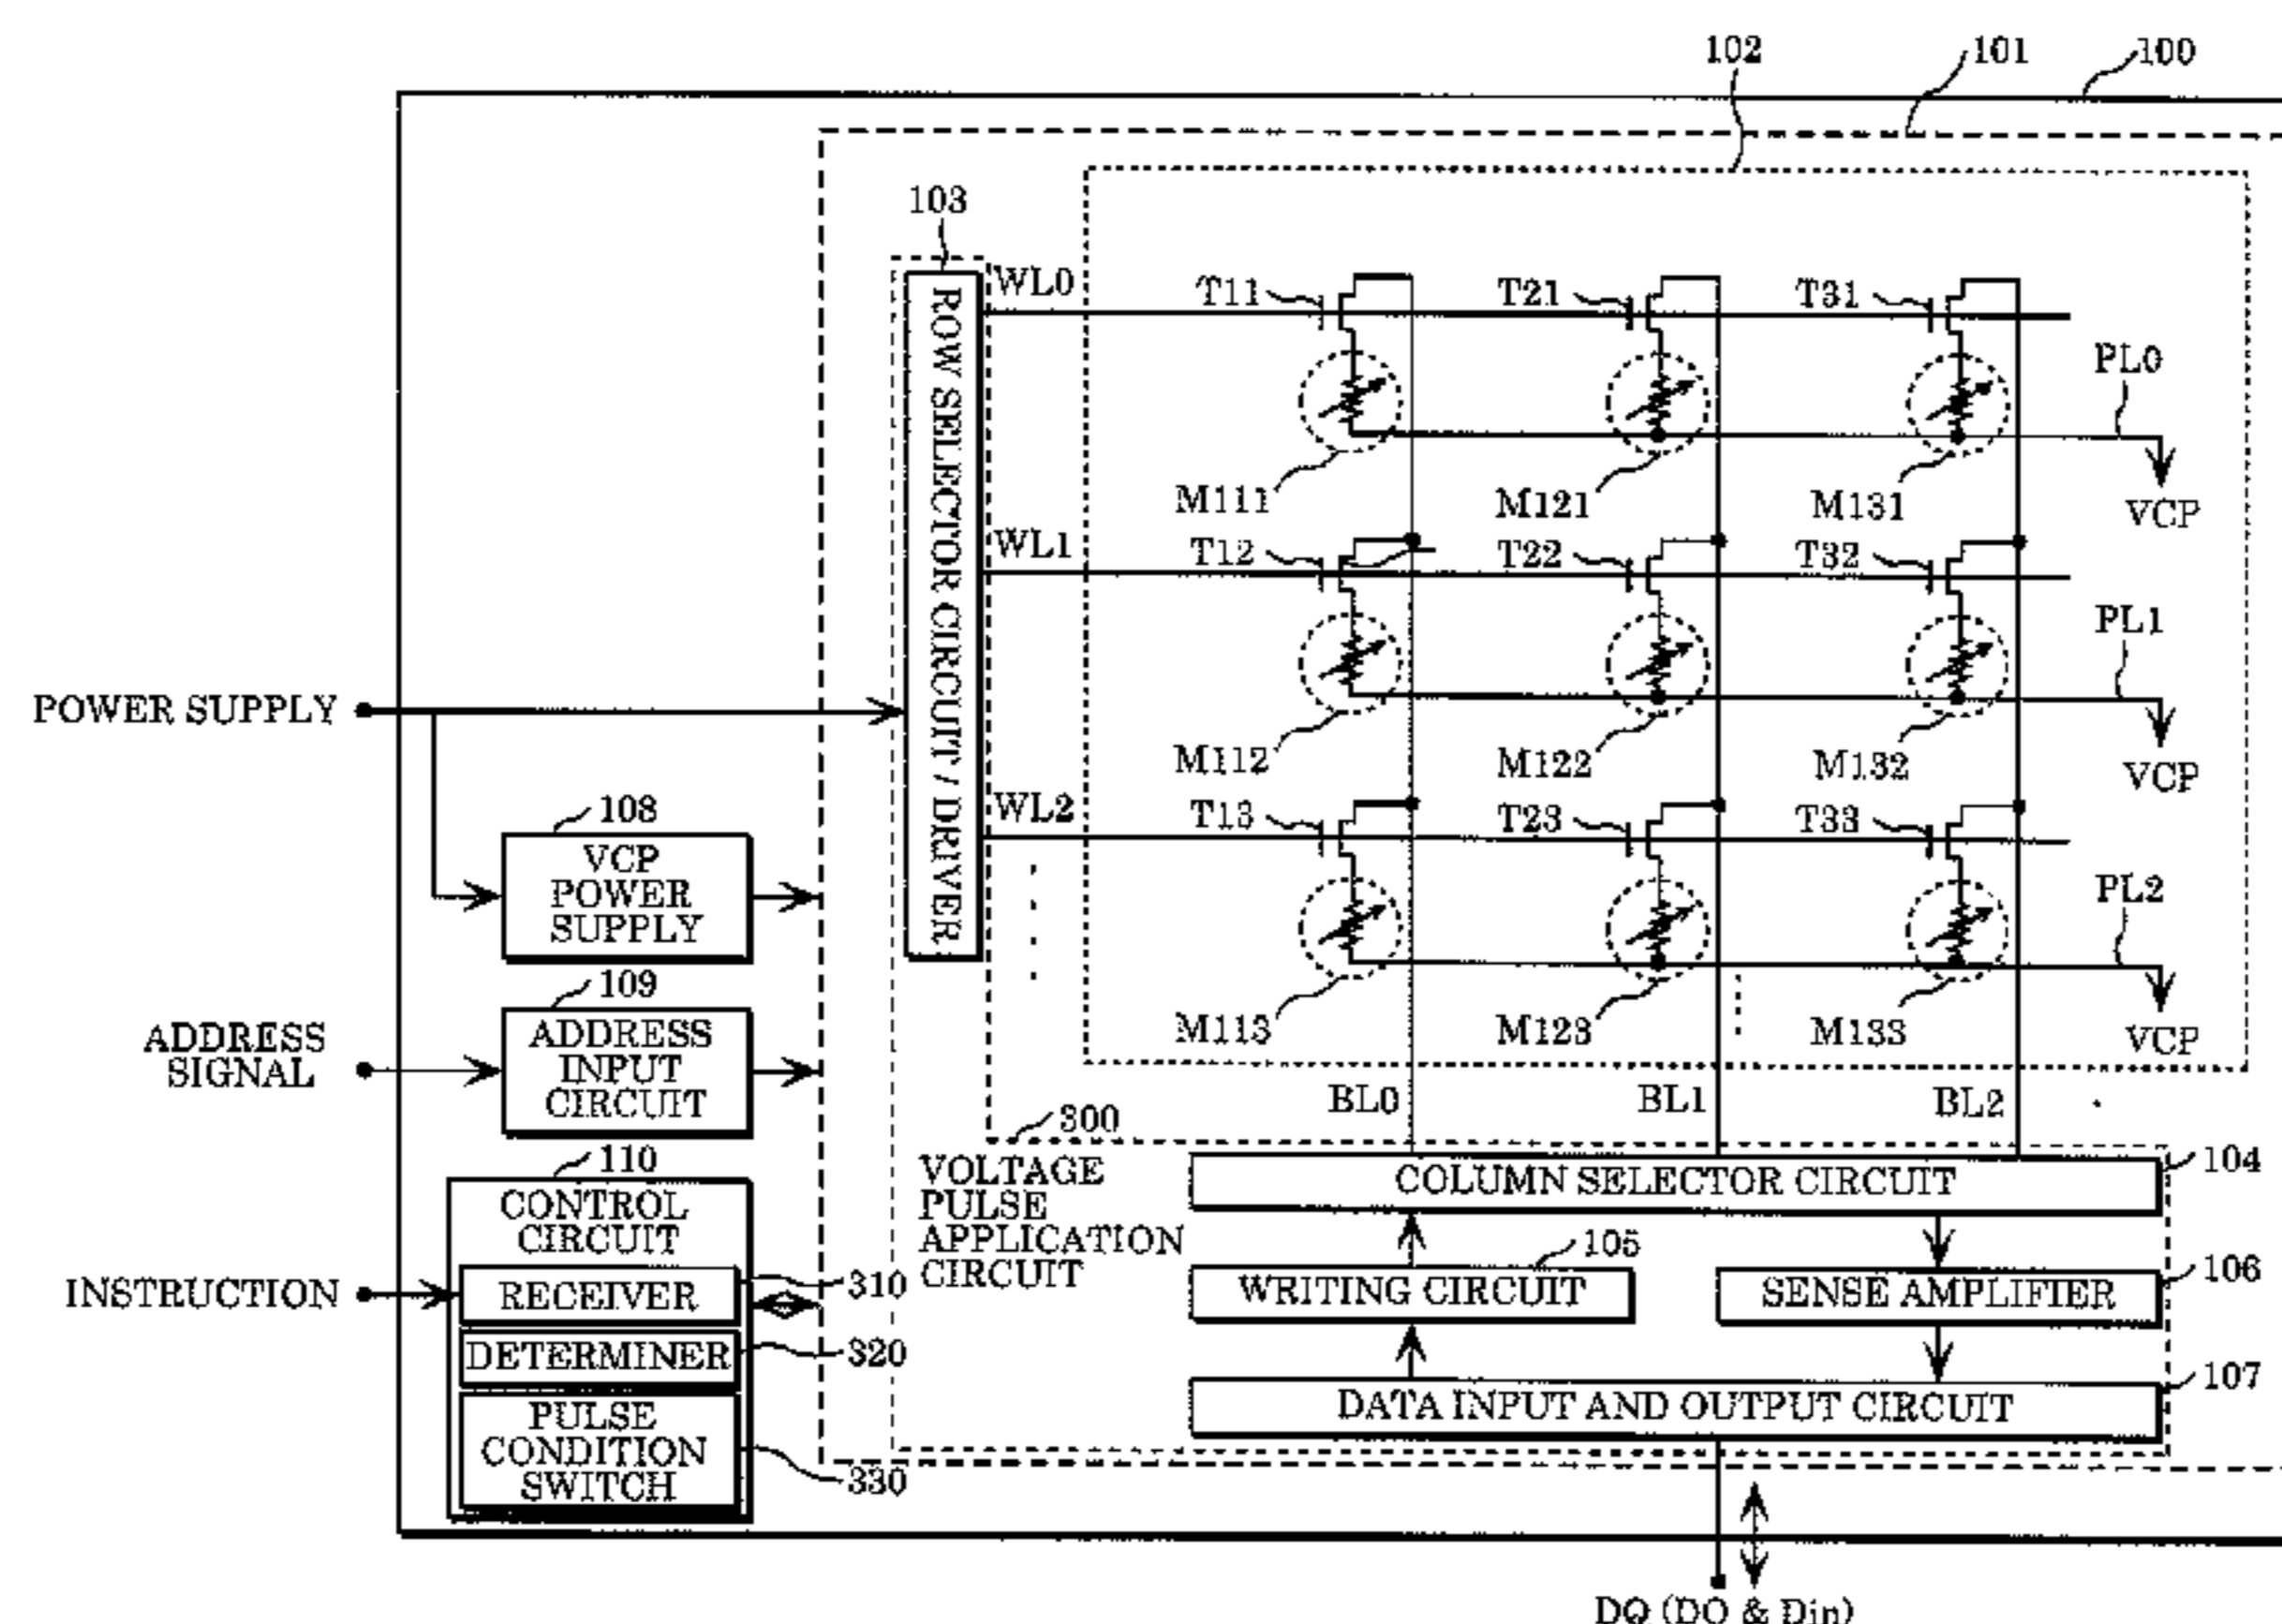 102
101
100
103
WL0
T11
T21
T31
PL0
M111
M121
M131
VCP
WL1
T12
T22
T32
PL1
POWER SUPPLY
M112
M122
M132
VCP
ROW SELECTOR CIRCUIT / DRIVER
WL2
T13
T23
T33
108
VCP
POWER
SUPPLY
PL2
109
ADDRESS
SIGNAL
ADDRESS
INPUT
CIRCUIT
M113
M123
M133
VCP
BL0
BL1
BL2
300
VOLTAGE
PULSE
APPLICATION
CIRCUIT
110
CONTROL
CIRCUIT
COLUMN SELECTOR CIRCUIT
104
INSTRUCTION
RECEIVER
310
WRITING CIRCUIT
105
SENSE AMPLIFIER
106
DETERMINER
320
DATA INPUT AND OUTPUT CIRCUIT
107
PULSE
CONDITION
SWITCH
330
DQ (DO & Din)